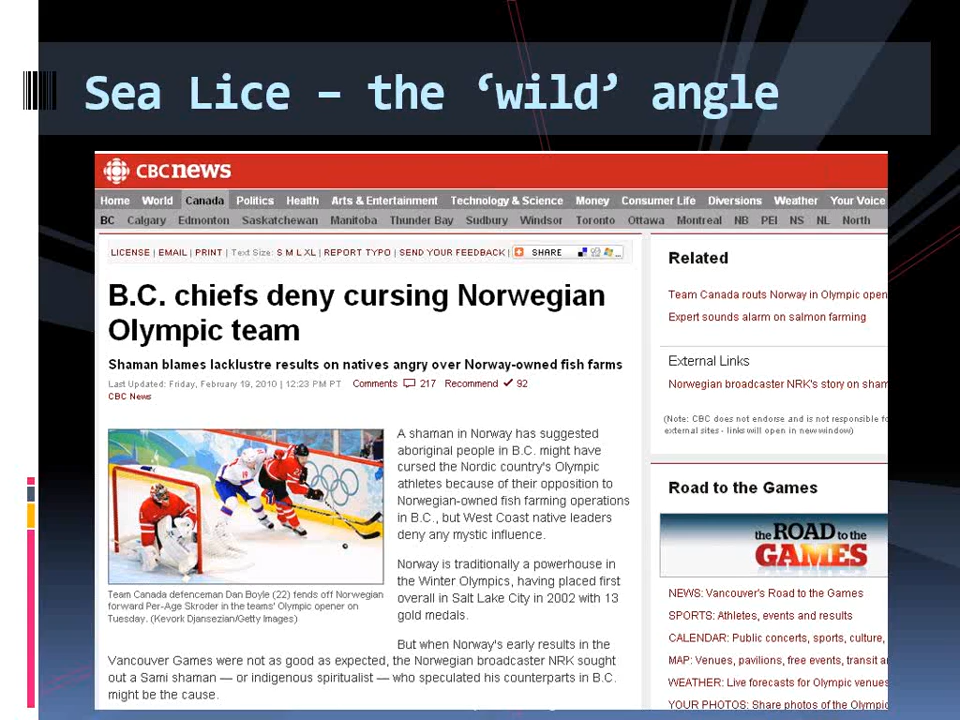 Sea Lice – the ‘wild’ angle
CBCnews
Home World Canada Politics Health Arts & Entertainment Technology & Science Money Consumer Life Diversions Weather Your Voice
BC Calgary Edmonton Saskatchewan Manitoba Thunder Bay Sudbury Windsor Toronto Ottawa Montreal NB PEI NS NL North
LICENSE | EMAIL | PRINT | Text Size: S M L XL | REPORT TYPO | SEND YOUR FEEDBACK | SHARE
B.C. chiefs deny cursing Norwegian
Olympic team
Shaman blames lacklustre results on natives angry over Norway-owned fish farms
Last Updated: Friday, February 19, 2010 | 12:23 PM PT Comments 217 Recommend 92
CBC News
A shaman in Norway has suggested
aboriginal people in B.C. might have
cursed the Nordic country's Olympic
athletes because of their opposition to
Norwegian-owned fish farming operations
in B.C., but West Coast native leaders
deny any mystic influence.
Norway is traditionally a powerhouse in
the Winter Olympics, having placed first
overall in Salt Lake City in 2002 with 13
gold medals.
Team Canada defenceman Dan Boyle (22) fends off Norwegian
forward Per-Age Skroder in the teams' Olympic opener on
Tuesday. (Kevork Djansezian/Getty Images)
But when Norway's early results in the
Vancouver Games were not as good as expected, the Norwegian broadcaster NRK sought
out a Sami shaman — or indigenous spiritualist — who speculated his counterparts in B.C.
might be the cause.
Related
Team Canada routs Norway in Olympic open
Expert sounds alarm on salmon farming
External Links
Norwegian broadcaster NRK's story on sham
(Note: CBC does not endorse and is not responsible fo
external sites - links will open in new window)
Road to the Games
the ROAD to the
GAMES
NEWS: Vancouver's Road to the Games
SPORTS: Athletes, events and results
CALENDAR: Public concerts, sports, culture,
MAP: Venues, pavilions, free events, transit a
WEATHER: Live forecasts for Olympic venues
YOUR PHOTOS: Share photos of the Olympic